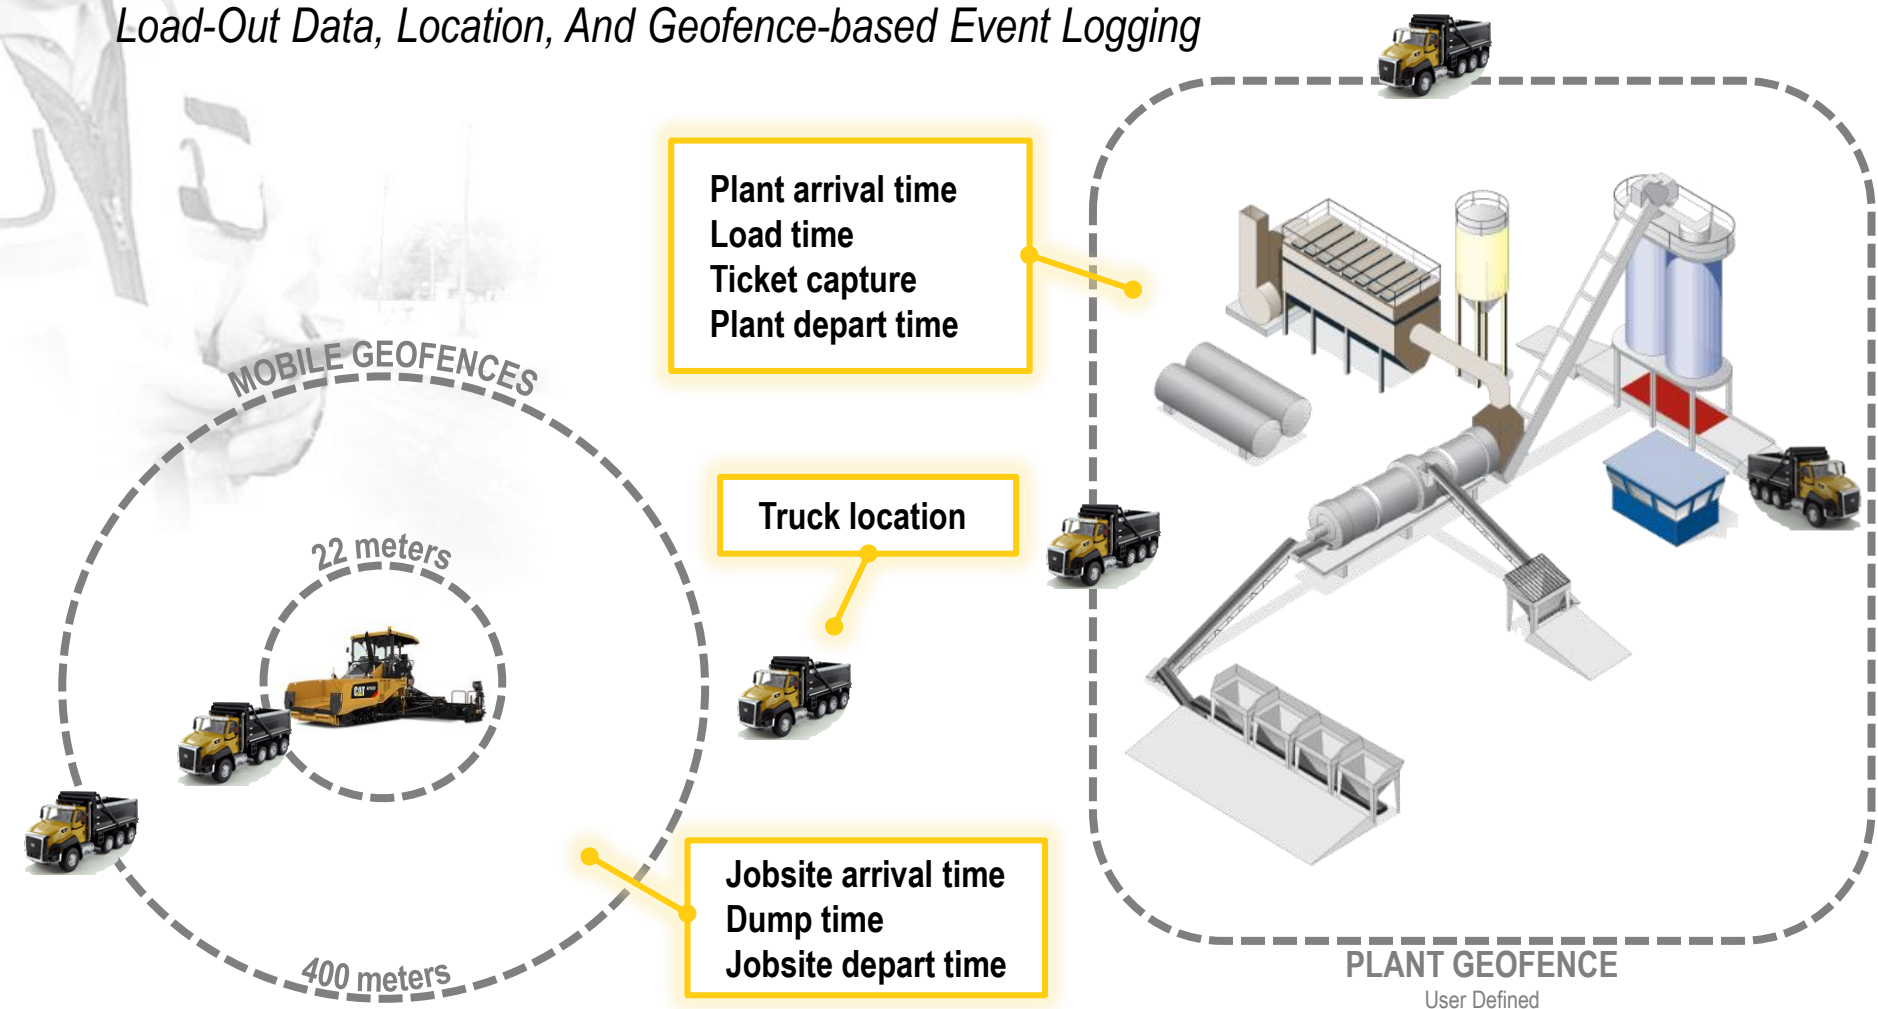 Load-Out Data, Location, And Geofence-based Event Logging
Plant arrival time
Load time
Ticket capture
Plant depart time
MOBILE GEOFENCES
22 meters
Truck location
CAT
400 meters
Jobsite arrival time
Dump time
Jobsite depart time
PLANT GEOFENCE
User Defined